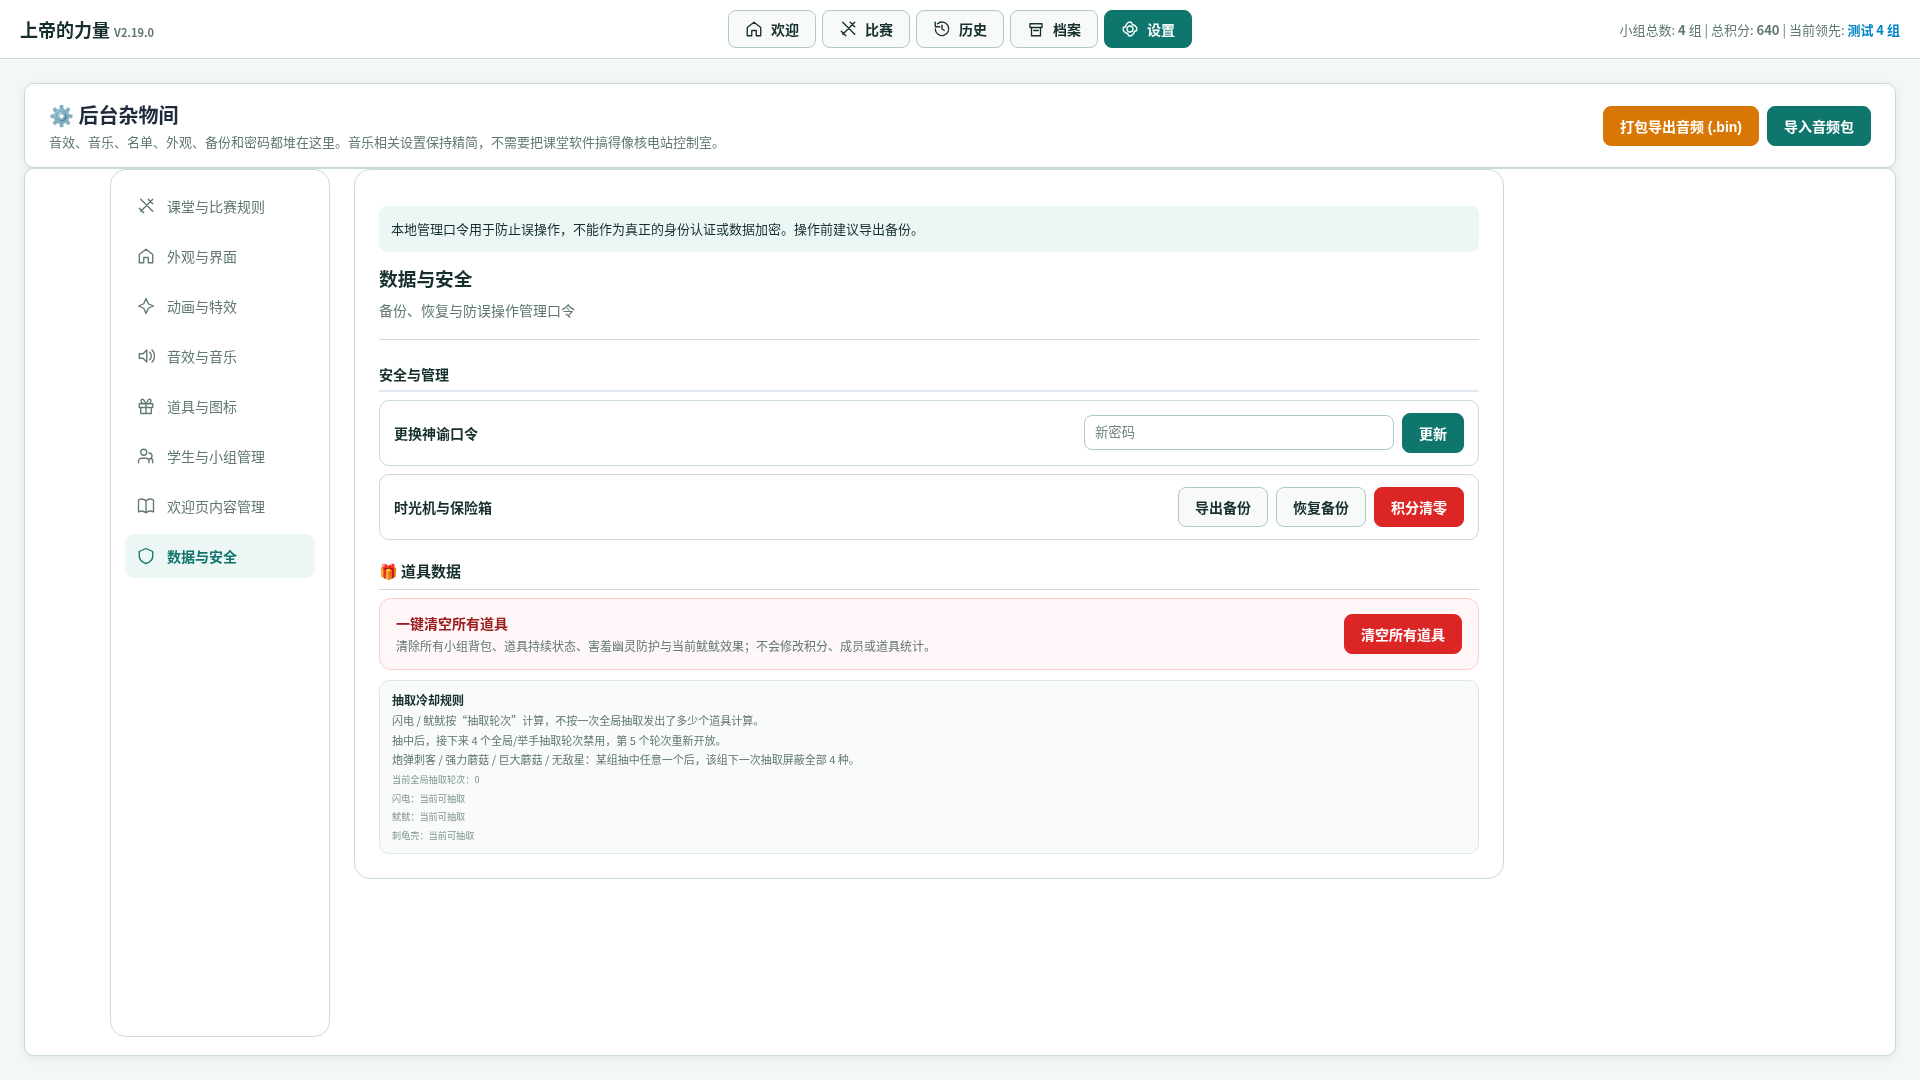 上帝的力量 V2.19.0
欢迎
比赛
历史
档案
设置
小组总数: 4 组 | 总积分: 640 | 当前领先: 测试 4 组
⚙️ 后台杂物间
音效、音乐、名单、外观、备份和密码都堆在这里。音乐相关设置保持精简，不需要把课堂软件搞得像核电站控制室。
打包导出音频 (.bin)
导入音频包
课堂与比赛规则
外观与界面
动画与特效
音效与音乐
道具与图标
学生与小组管理
欢迎页内容管理
数据与安全
本地管理口令用于防止误操作，不能作为真正的身份认证或数据加密。操作前建议导出备份。
数据与安全
备份、恢复与防误操作管理口令
安全与管理
更换神谕口令
新密码
更新
时光机与保险箱
导出备份
恢复备份
积分清零
🎁 道具数据
一键清空所有道具
清除所有小组背包、道具持续状态、害羞幽灵防护与当前鱿鱿效果；不会修改积分、成员或道具统计。
清空所有道具
抽取冷却规则
闪电 / 鱿鱿按“抽取轮次”计算，不按一次全局抽取发出了多少个道具计算。
抽中后，接下来 4 个全局/举手抽取轮次禁用，第 5 个轮次重新开放。
炮弹刺客 / 强力蘑菇 / 巨大蘑菇 / 无敌星：某组抽中任意一个后，该组下一次抽取屏蔽全部 4 种。
当前全局抽取轮次：0
闪电：当前可抽取
鱿鱿：当前可抽取
刺龟壳：当前可抽取